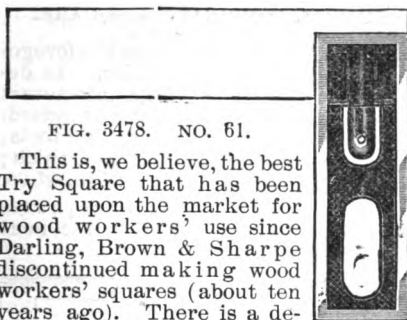 FIG. 3478. NO. 61.
This is, we believe, the best
Try Square that has been
placed upon the market for
wood workers' use since
Darling, Brown & Sharpe
discontinued making wood
workers' squares (about ten
years ago). There is a de-